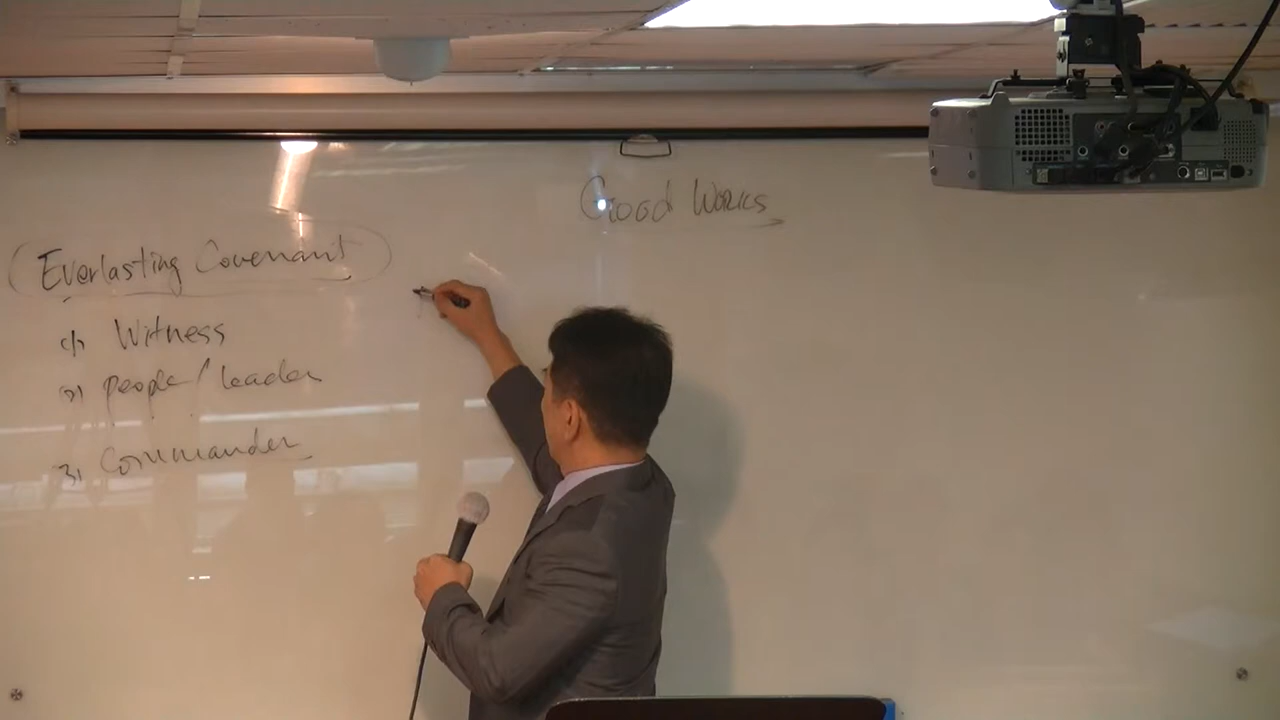 Good Works
(Everlasting Covenant)
1) Witness
2) people / leader
3) Commander